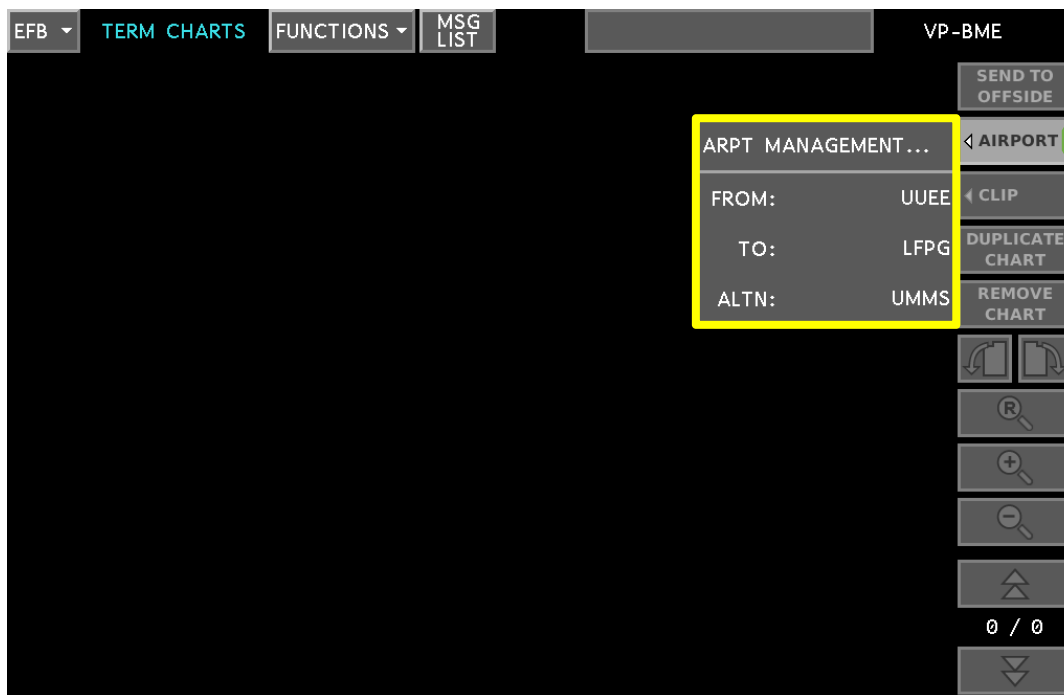 EFB TERM CHARTS FUNCTIONS MSG LIST VP-BME
SEND TO
OFFSIDE
ARPT MANAGEMENT...
AIRPORT
FROM: UUEE
CLIP
TO: LFPG
DUPLICATE
CHART
ALTN: UMMS
REMOVE
CHART
R
0 / 0